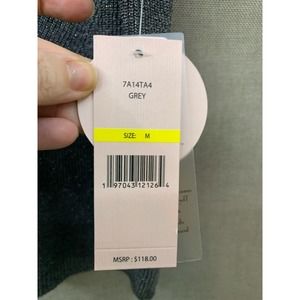 7A14TA4
GREY
SIZE: M
1 97043 12126 4
MSRP : $118.00